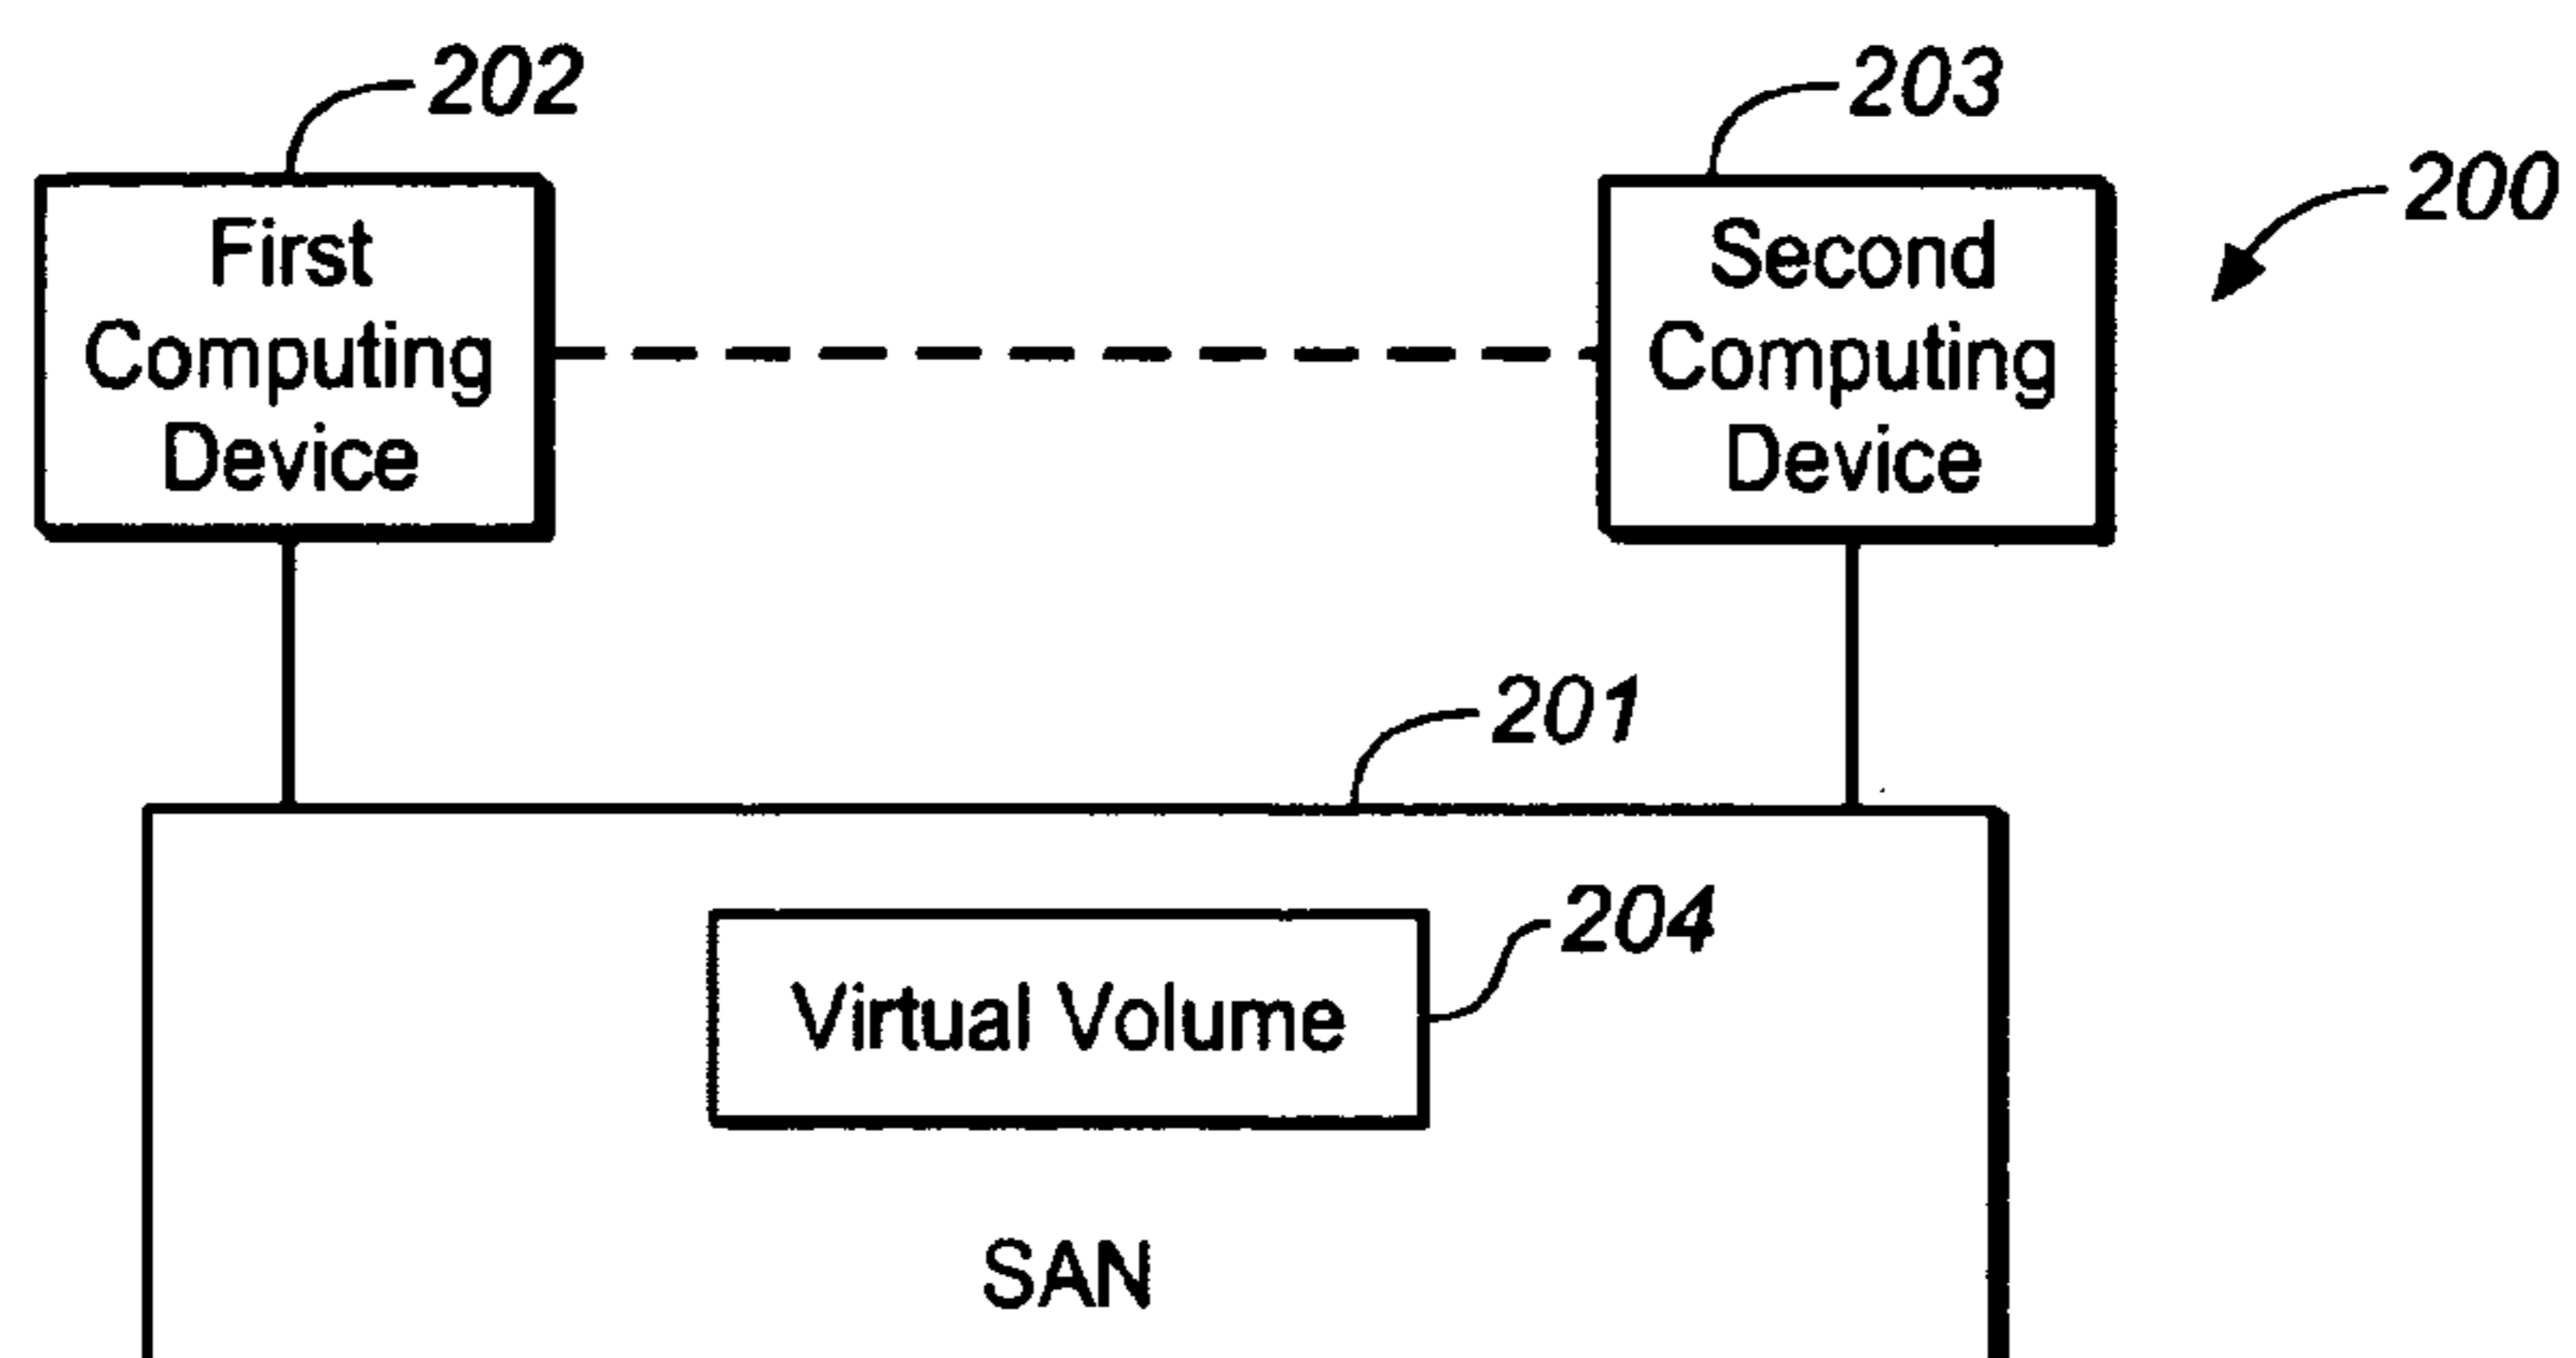 202
203
200
First
Computing
Device
Second
Computing
Device
201
204
Virtual Volume
SAN